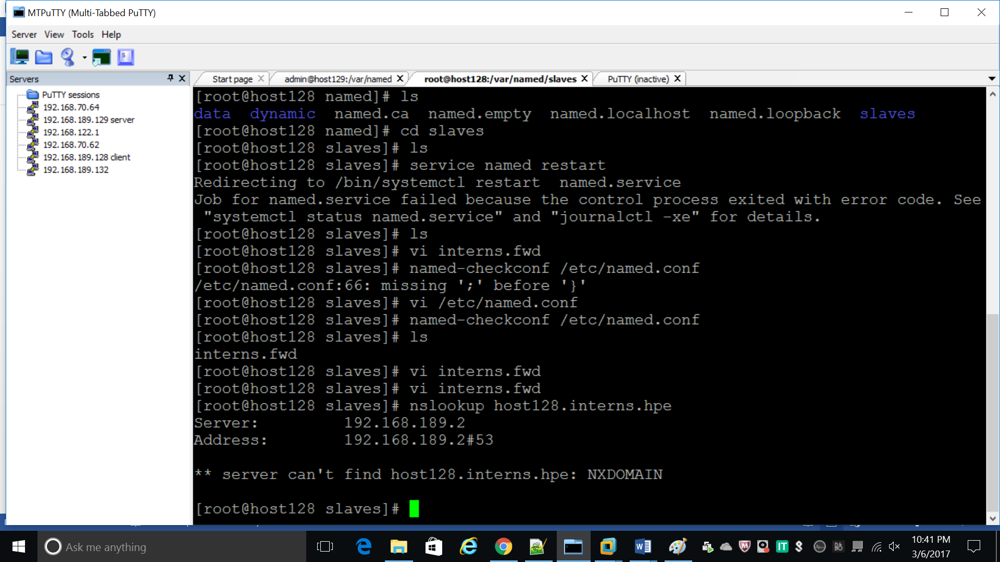 MTPuTTY (Multi-Tabbed PuTTY)
Server View Tools Help
Servers
PuTTY sessions
192.168.70.64
192.168.189.129 server
192.168.122.1
192.168.70.62
192.168.189.128 client
192.168.189.132
Start page admin@host129:/var/named root@host128:/var/named/slaves PuTTY (inactive)
[root@host128 named]# ls
data dynamic named.ca named.empty named.localhost named.loopback slaves
[root@host128 named]# cd slaves
[root@host128 slaves]# ls
[root@host128 slaves]# service named restart
Redirecting to /bin/systemctl restart  named.service
Job for named.service failed because the control process exited with error code. See
 "systemctl status named.service" and "journalctl -xe" for details.
[root@host128 slaves]# ls
[root@host128 slaves]# vi interns.fwd
[root@host128 slaves]# named-checkconf /etc/named.conf
/etc/named.conf:66: missing ';' before '}'
[root@host128 slaves]# vi /etc/named.conf
[root@host128 slaves]# named-checkconf /etc/named.conf
[root@host128 slaves]# ls
interns.fwd
[root@host128 slaves]# vi interns.fwd
[root@host128 slaves]# vi interns.fwd
[root@host128 slaves]# nslookup host128.interns.hpe
Server: 192.168.189.2
Address: 192.168.189.2#53
** server can't find host128.interns.hpe: NXDOMAIN
[root@host128 slaves]#
Ask me anything
10:41 PM
3/6/2017